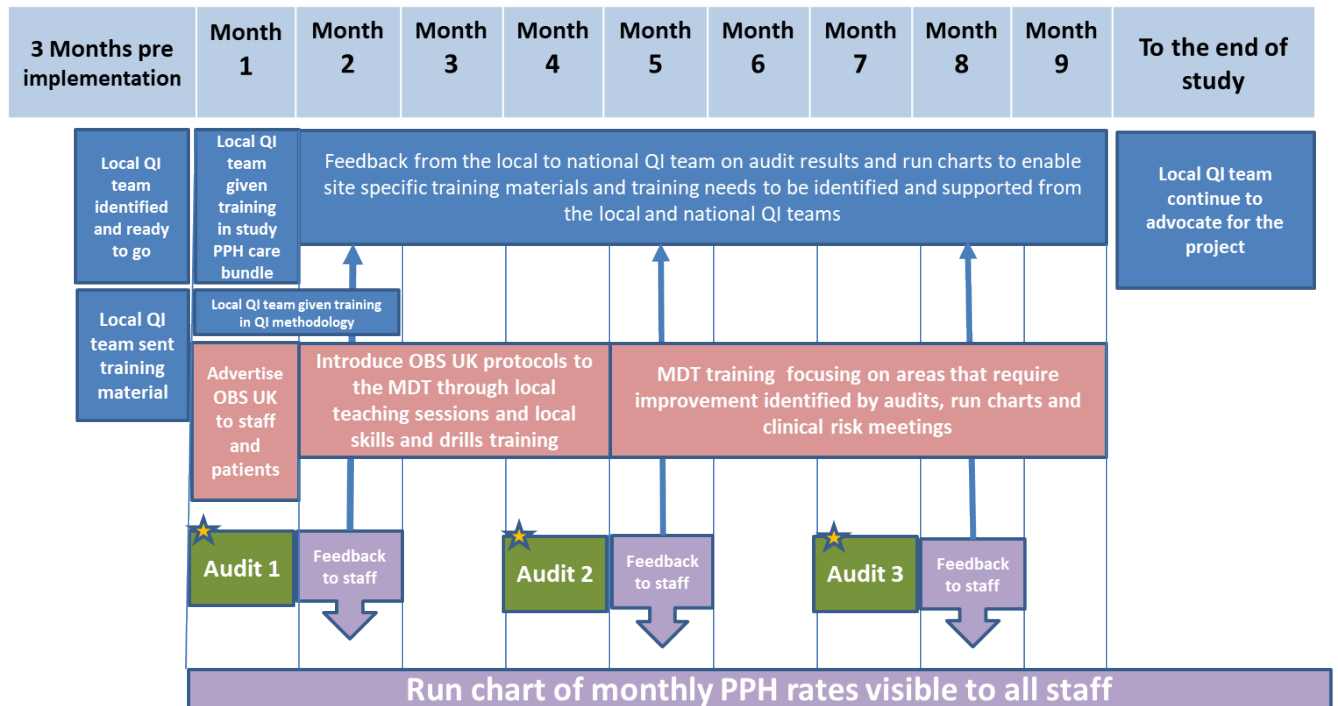 3 Months pre
implementation
Month
1
Month
2
Month
3
Month
4
Month
5
Month
6
Month
7
Month
8
Month
9
To the end of
study
Local QI
team
identified
and ready
to go
Local QI
team
given
training
in study
PPH care
bundle
Feedback from the local to national QI team on audit results and run charts to enable
site specific training materials and training needs to be identified and supported from
the local and national QI teams
Local QI team
continue to
advocate for the
project
Local QI
team sent
training
material
Local QI team given training
in QI methodology
Advertise
OBS UK
to staff
and
patients
Introduce OBS UK protocols to
the MDT through local
teaching sessions and local
skills and drills training
MDT training focusing on areas that require
improvement identified by audits, run charts and
clinical risk meetings
Audit 1
Feedback
to staff
Audit 2
Feedback
to staff
Audit 3
Feedback
to staff
Run chart of monthly PPH rates visible to all staff